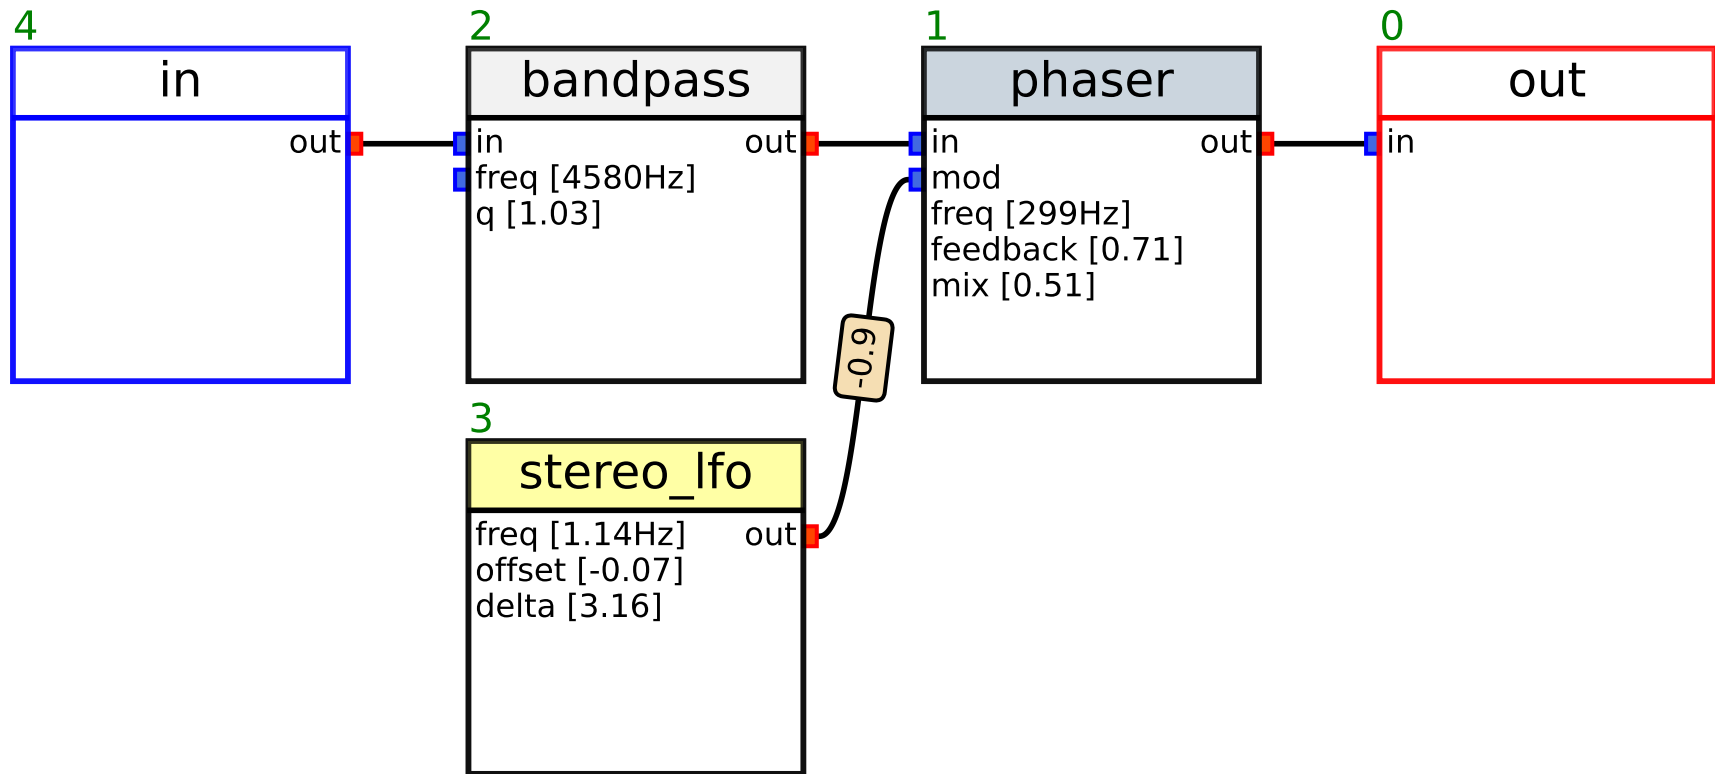 4
in
out
2
bandpass
in
out
freq [4580Hz]
q [1.03]
1
phaser
in
out
mod
freq [299Hz]
feedback [0.71]
mix [0.51]
0
out
in
-0.9
3
stereo_lfo
freq [1.14Hz]
out
offset [-0.07]
delta [3.16]